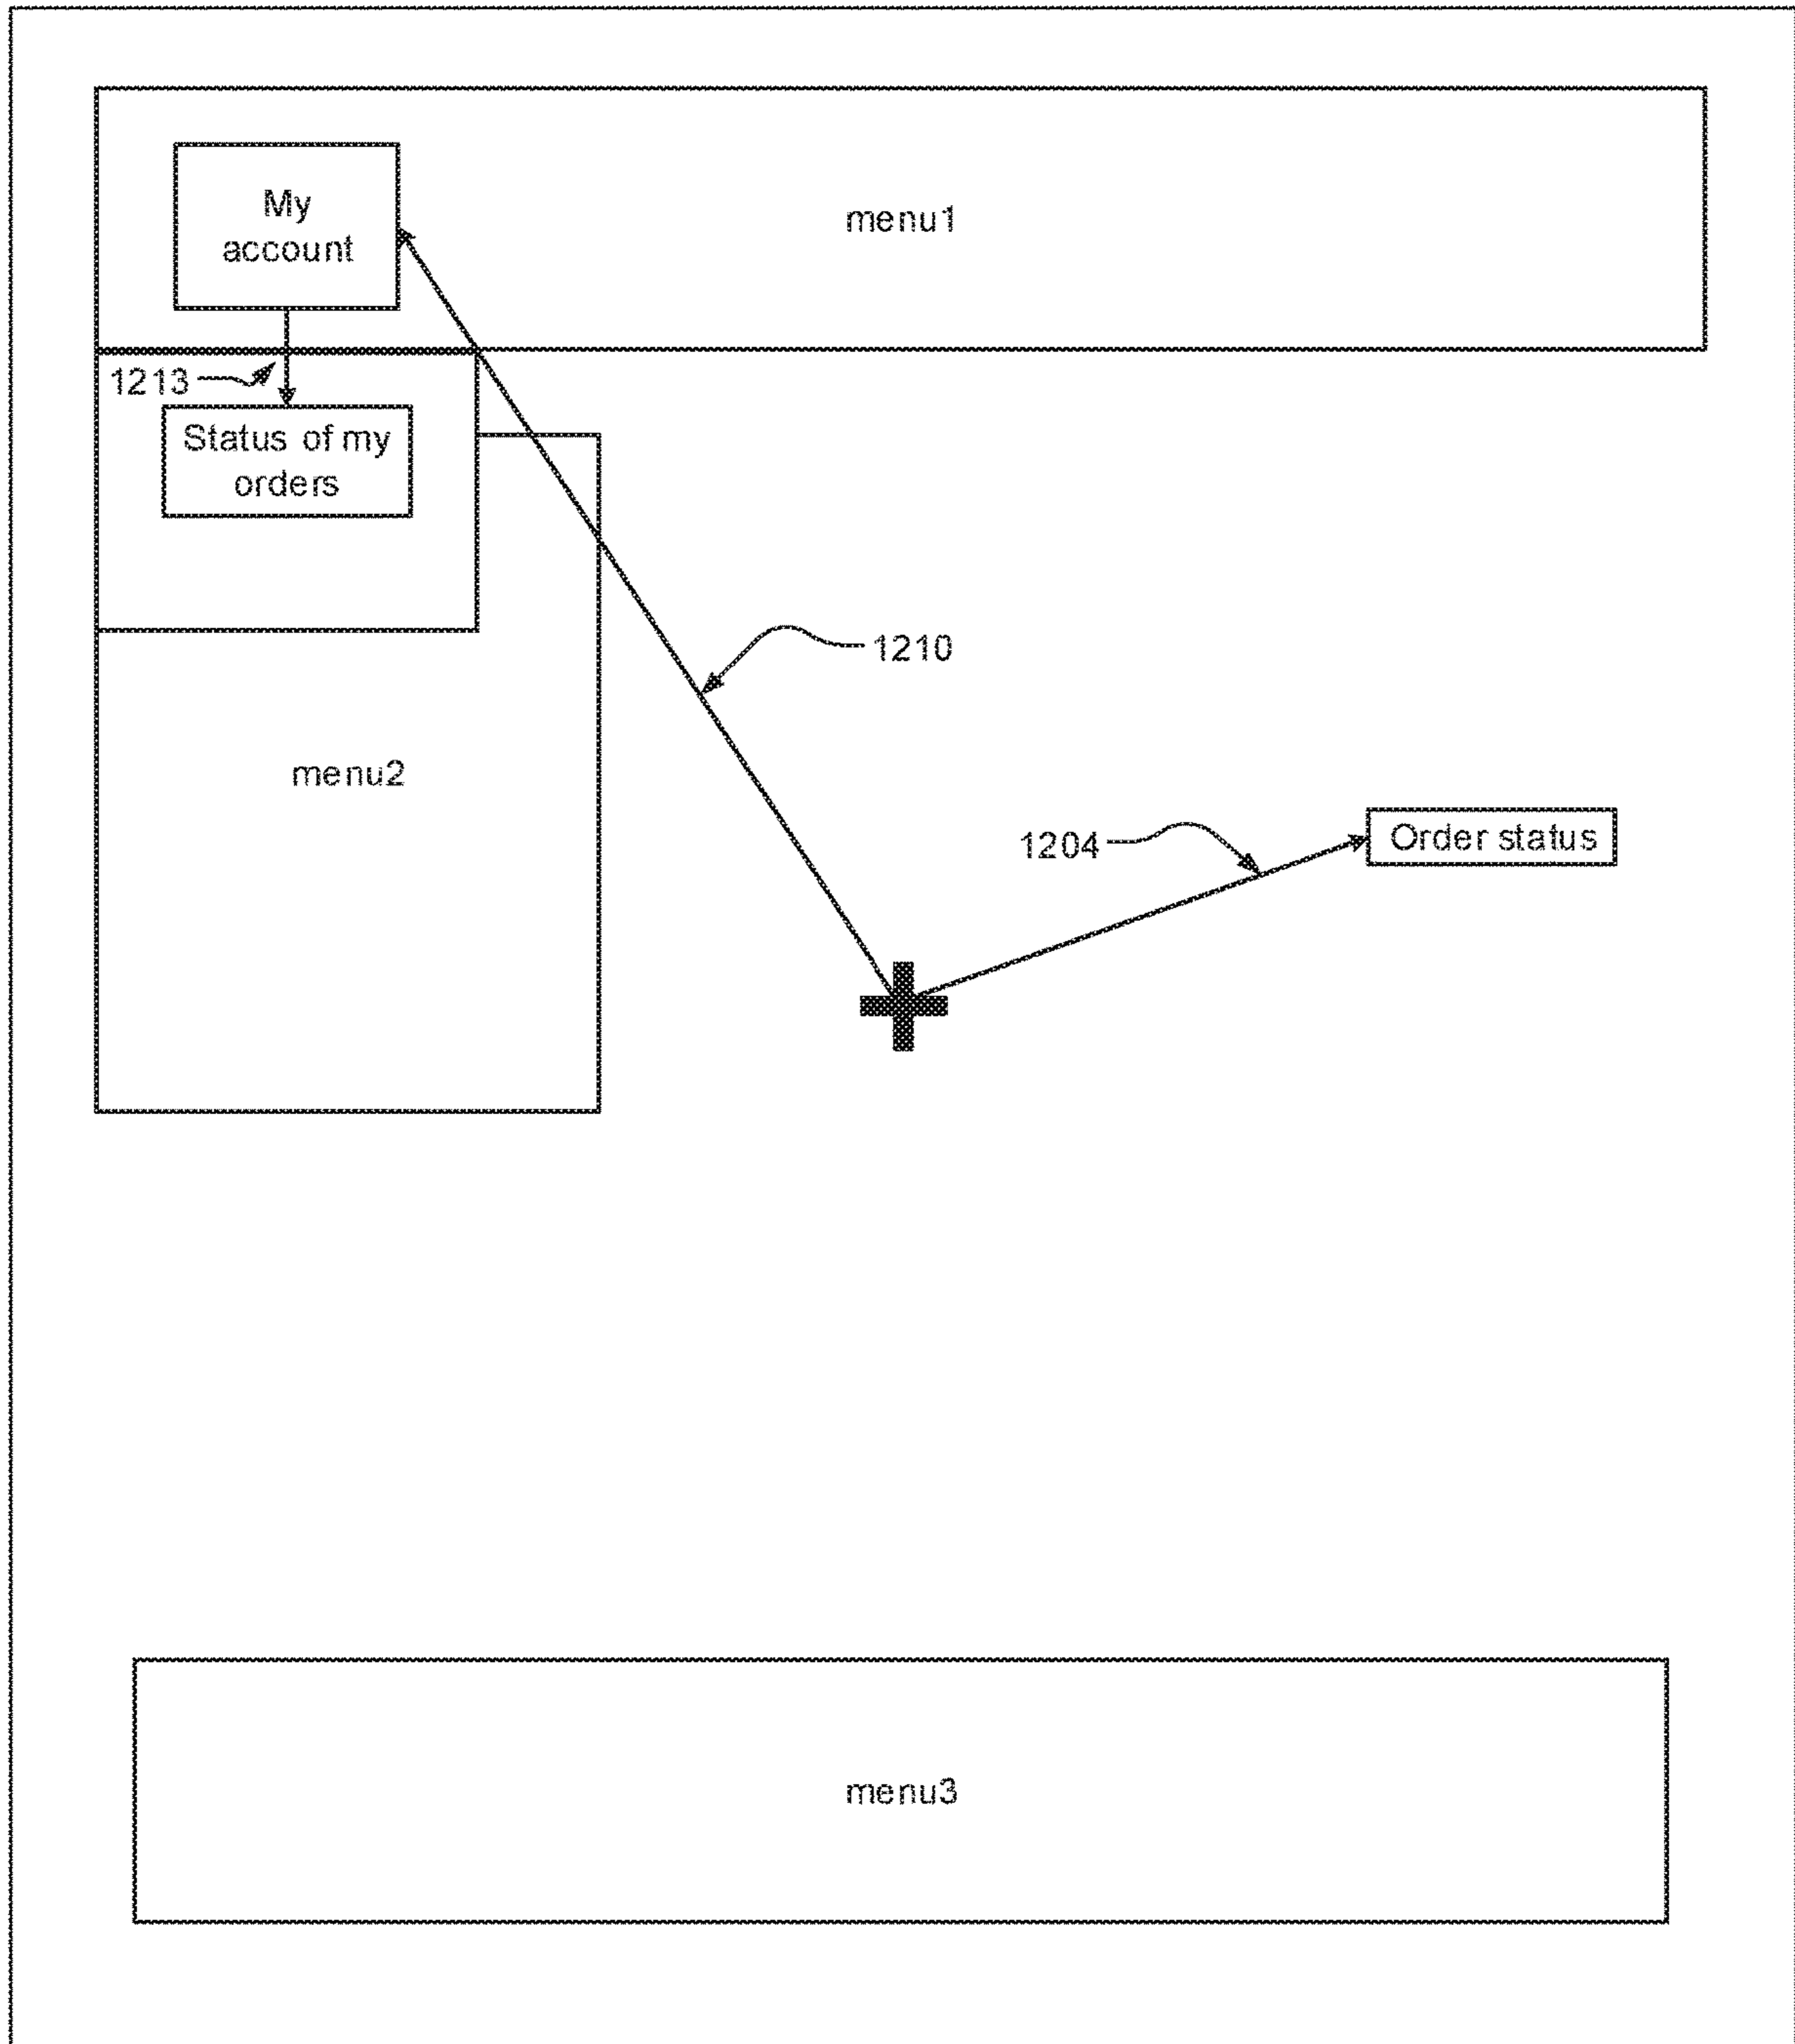 My
account
menu1
1213
Status of my
orders
1210
menu2
1204
Order status
menu3